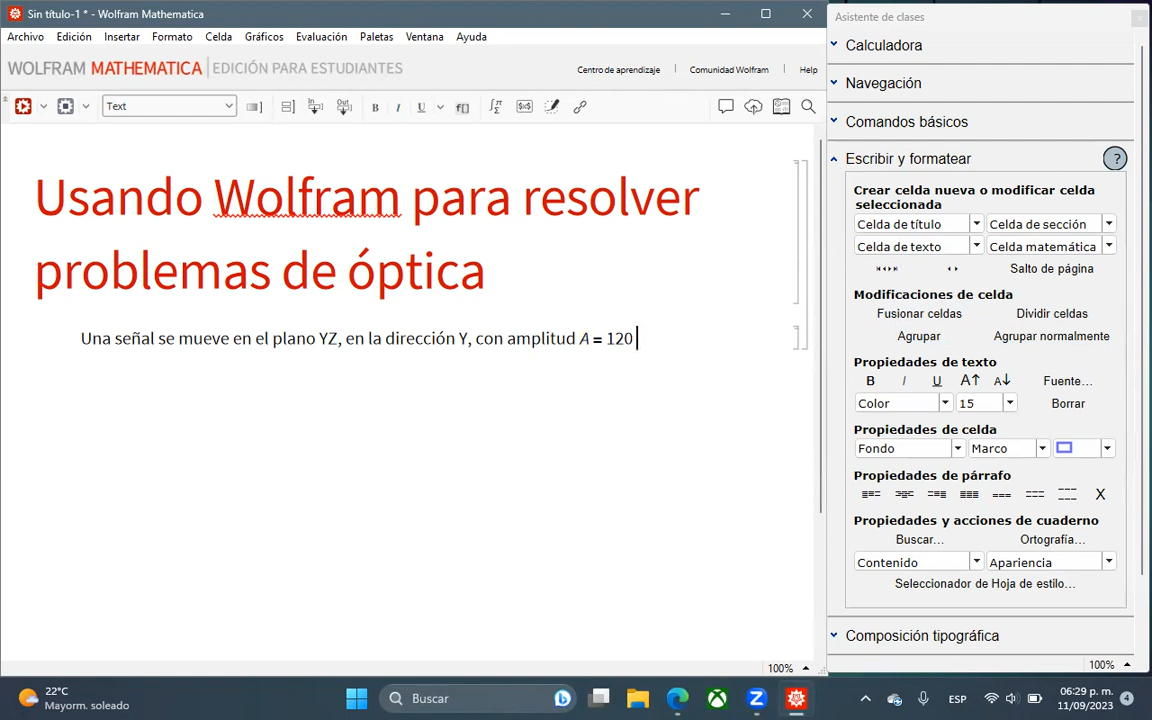 Sin título-1 * - Wolfram Mathematica
Archivo Edición Insertar Formato Celda Gráficos Evaluación Paletas Ventana Ayuda
WOLFRAM MATHEMATICA | EDICIÓN PARA ESTUDIANTES
Centro de aprendizaje | Comunidad Wolfram | Help
Text
B I U f[]
Usando Wolfram para resolver
problemas de óptica
Una señal se mueve en el plano YZ, en la dirección Y, con amplitud A = 120
100%
Asistente de clases
Calculadora
Navegación
Comandos básicos
Escribir y formatear ?
Crear celda nueva o modificar celda
seleccionada
Celda de título Celda de sección
Celda de texto Celda matemática
Salto de página
Modificaciones de celda
Fusionar celdas Dividir celdas
Agrupar Agrupar normalmente
Propiedades de texto
B I U A↑ A↓ Fuente...
Color 15 Borrar
Propiedades de celda
Fondo Marco
Propiedades de párrafo
X
Propiedades y acciones de cuaderno
Buscar... Ortografía...
Contenido Apariencia
Seleccionador de Hoja de estilo...
Composición tipográfica
100%
22°C
Mayorm. soleado
Buscar
ESP
06:29 p. m.
11/09/2023
4